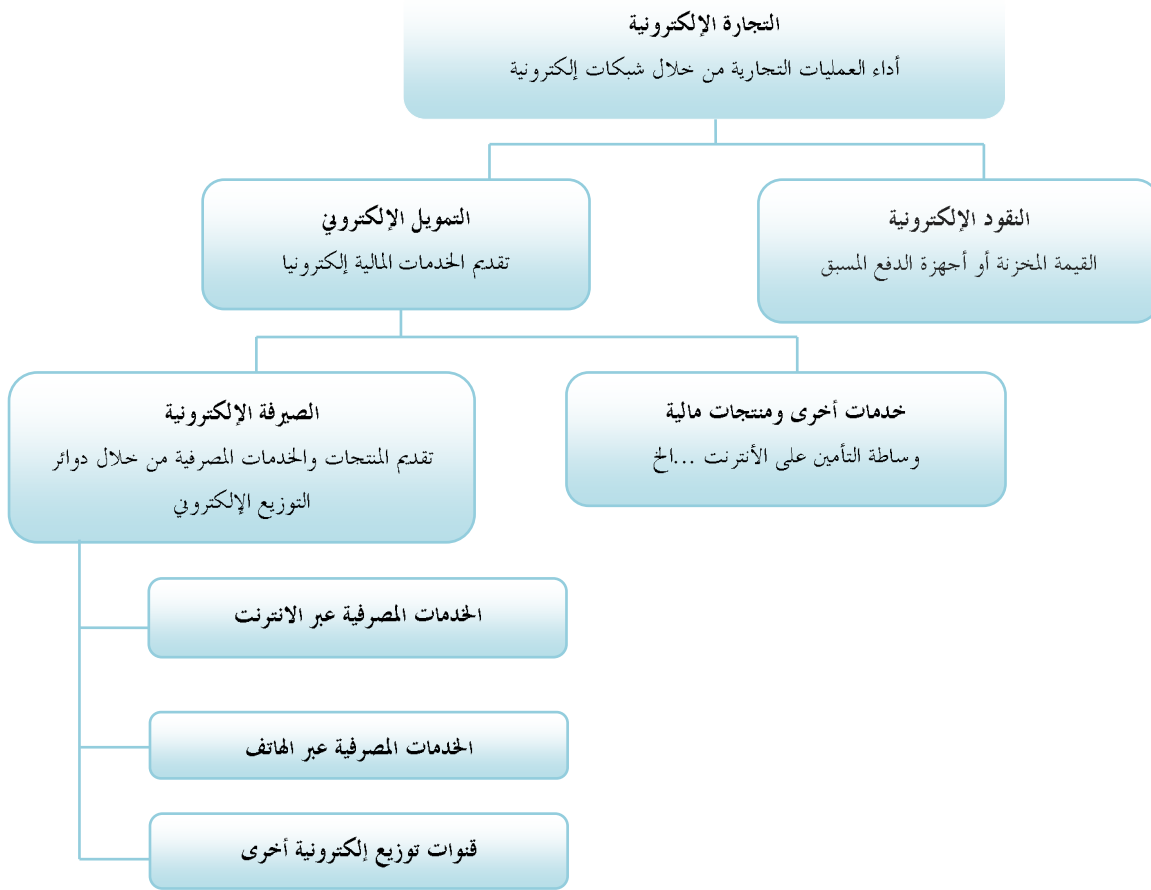 التجارة الإلكترونية
أداء العمليات التجارية من خلال شبكات إلكترونية
النقود الإلكترونية
القيمة المخزنة أو أجهزة الدفع المسبق
التمويل الإلكتروني
تقديم الخدمات المالية إلكترونيا
خدمات أخرى ومنتجات مالية
وساطة التأمين على الأنترنت ...الخ
الصيرفة الإلكترونية
تقديم المنتجات والخدمات المصرفية من خلال دوائر
التوزيع الإلكتروني
الخدمات المصرفية عبر الانترنت
الخدمات المصرفية عبر الهاتف
قنوات توزيع إلكترونية أخرى